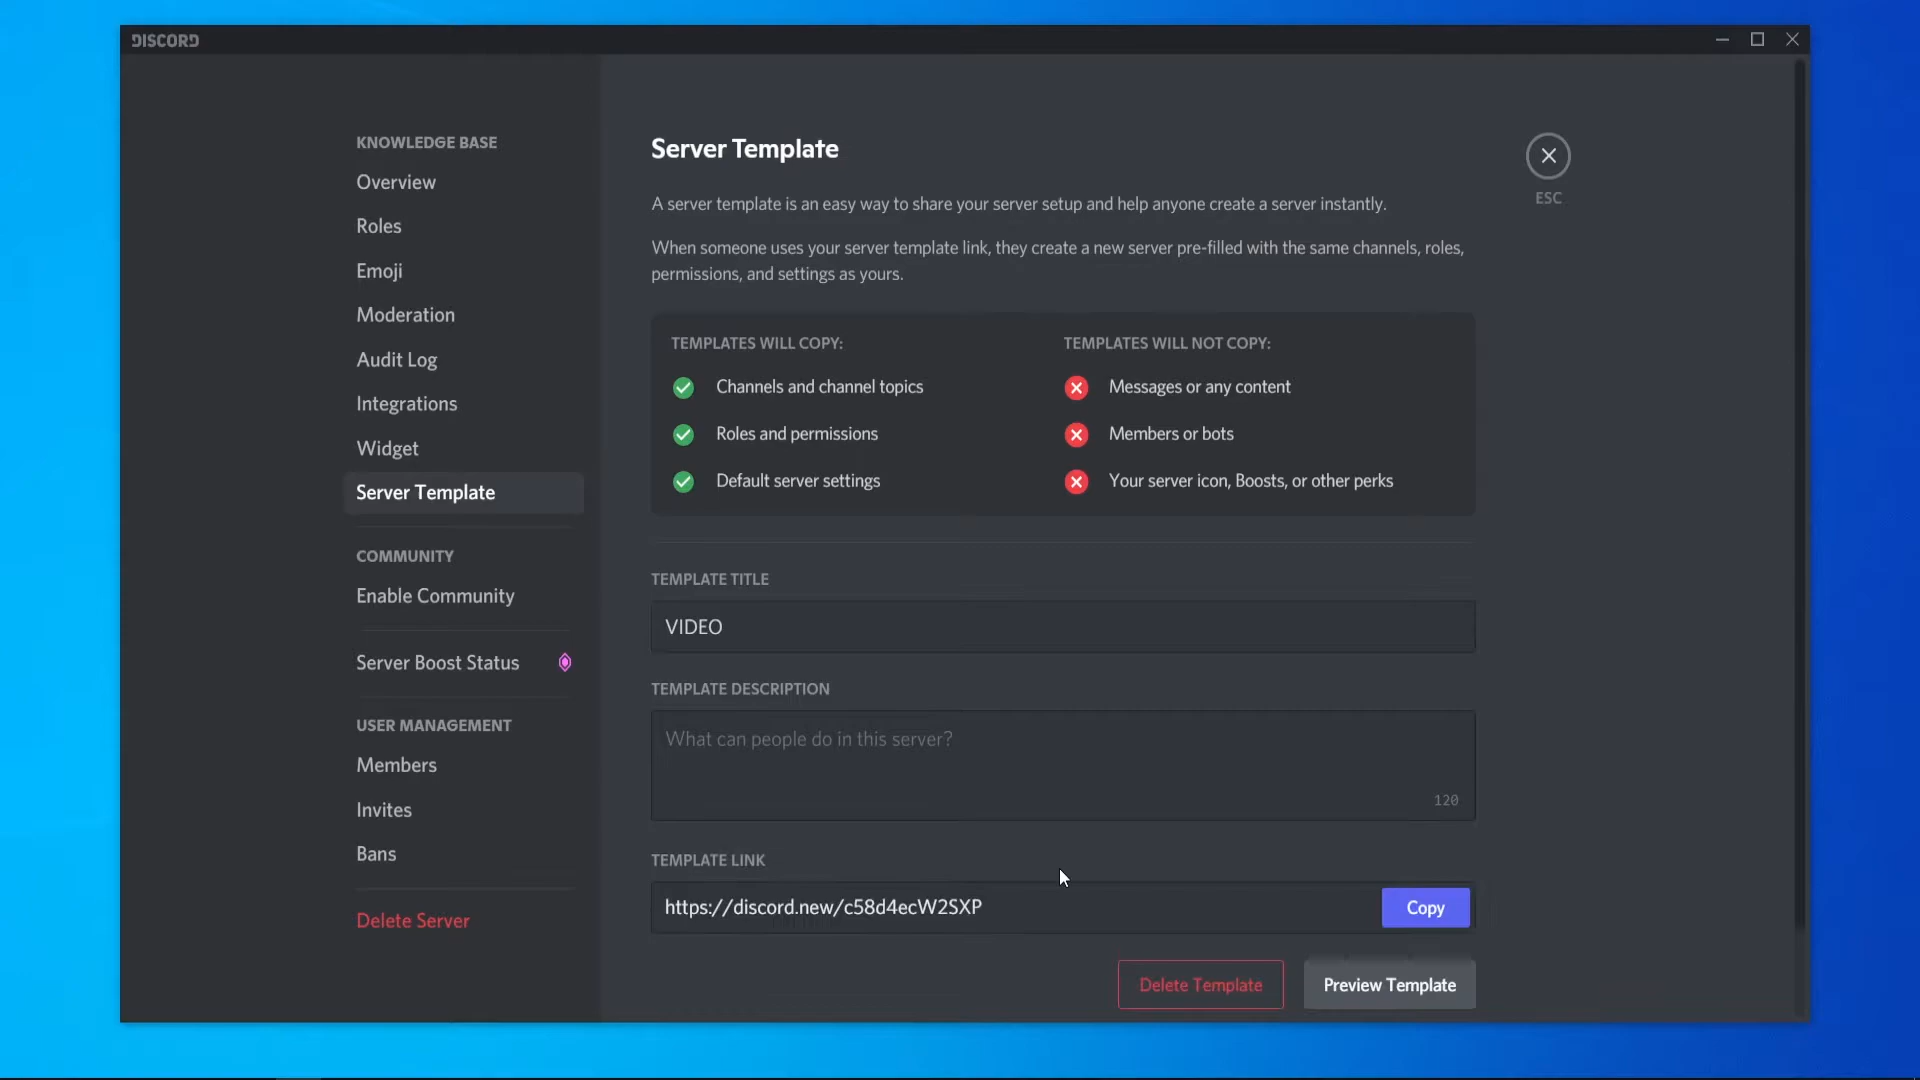 DISCORD
KNOWLEDGE BASE
Overview
Roles
Emoji
Moderation
Audit Log
Integrations
Widget
Server Template
COMMUNITY
Enable Community
Server Boost Status
USER MANAGEMENT
Members
Invites
Bans
Delete Server
Server Template
ESC
A server template is an easy way to share your server setup and help anyone create a server instantly.
When someone uses your server template link, they create a new server pre-filled with the same channels, roles,
permissions, and settings as yours.
TEMPLATES WILL COPY:
Channels and channel topics
Roles and permissions
Default server settings
TEMPLATES WILL NOT COPY:
Messages or any content
Members or bots
Your server icon, Boosts, or other perks
TEMPLATE TITLE
VIDEO
TEMPLATE DESCRIPTION
What can people do in this server?
120
TEMPLATE LINK
https://discord.new/c58d4ecW2SXP
Copy
Delete Template
Preview Template